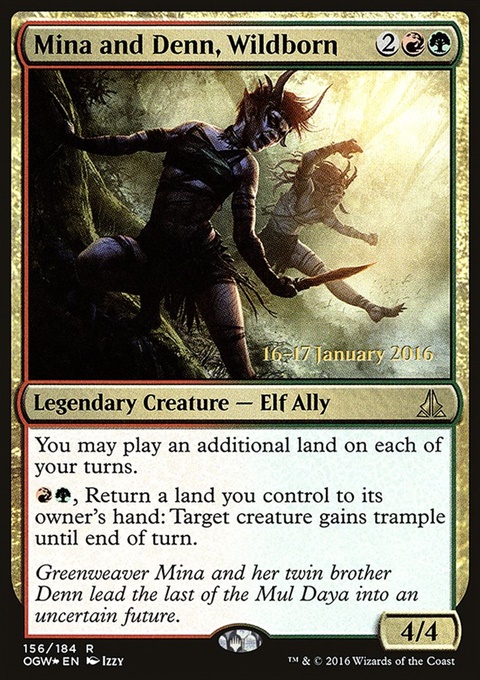 Mina and Denn, Wildborn 2
16–17 January 2016
Legendary Creature — Elf Ally
You may play an additional land on each of
your turns.
, Return a land you control to its
owner's hand: Target creature gains trample
until end of turn.
Greenweaver Mina and her twin brother
Denn lead the last of the Mul Daya into an
uncertain future.
4/4
156/184 R
OGW★EN Izzy
™ & © 2016 Wizards of the Coast